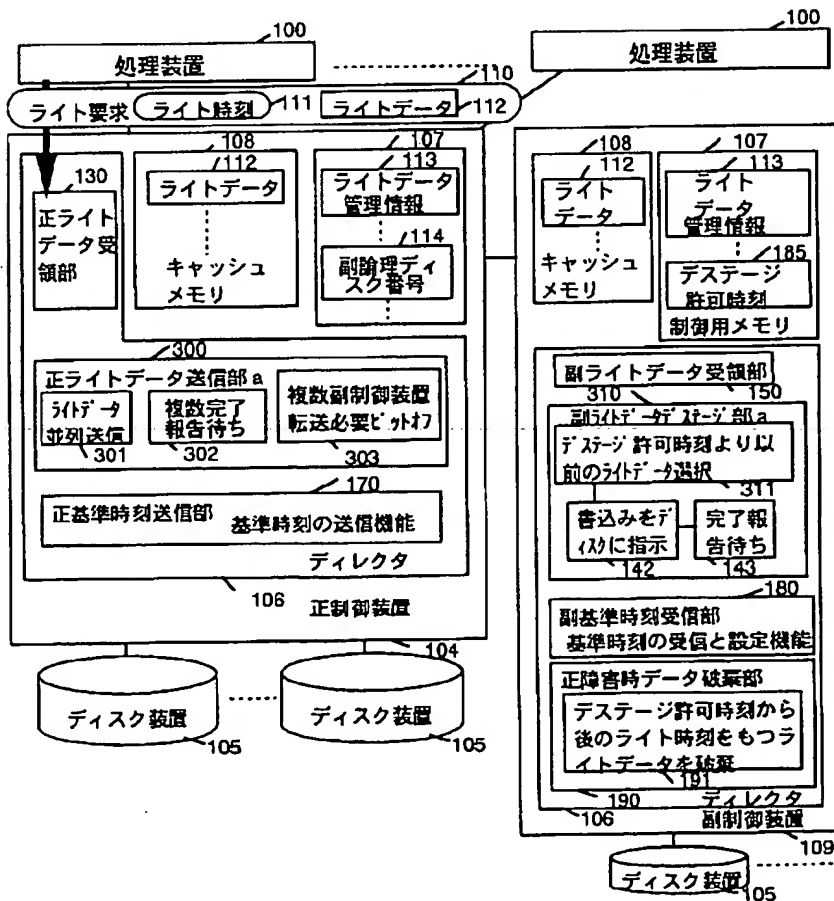 100
処理装置
100
処理装置
110
ライト要求
ライト時刻
111
ライトデータ
112
130
正ライト
データ受
領部
108
112
ライトデータ
キャッシュ
メモリ
107
113
ライトデータ
管理情報
114
副論理ディ
スク番号
300
正ライトデータ送信部a
ライトデータ
並列送信
301
複数完了
報告待ち
302
複数副制御装置
転送必要ビットオフ
303
170
正基準時刻送信部
基準時刻の送信機能
ディレクタ
106
正制御装置
104
ディスク装置
105
ディスク装置
105
108
112
ライト
データ
キャッシュ
メモリ
107
113
ライト
データ
管理情報
185
デステージ
許可時刻
制御用メモリ
副ライトデータ受領部
150
310
副ライトデータデステージ部a
デステージ許可時刻より以
前のライトデータ選択
311
書込みをデ
ィスクに指示
142
完了報
告待ち
143
180
副基準時刻受信部
基準時刻の受信と設定機能
正障害時データ破棄部
デステージ許可時刻から
後のライト時刻をもつラ
イトデータを破棄
191
190
ディレクタ
106
副制御装置
109
ディスク装置
105